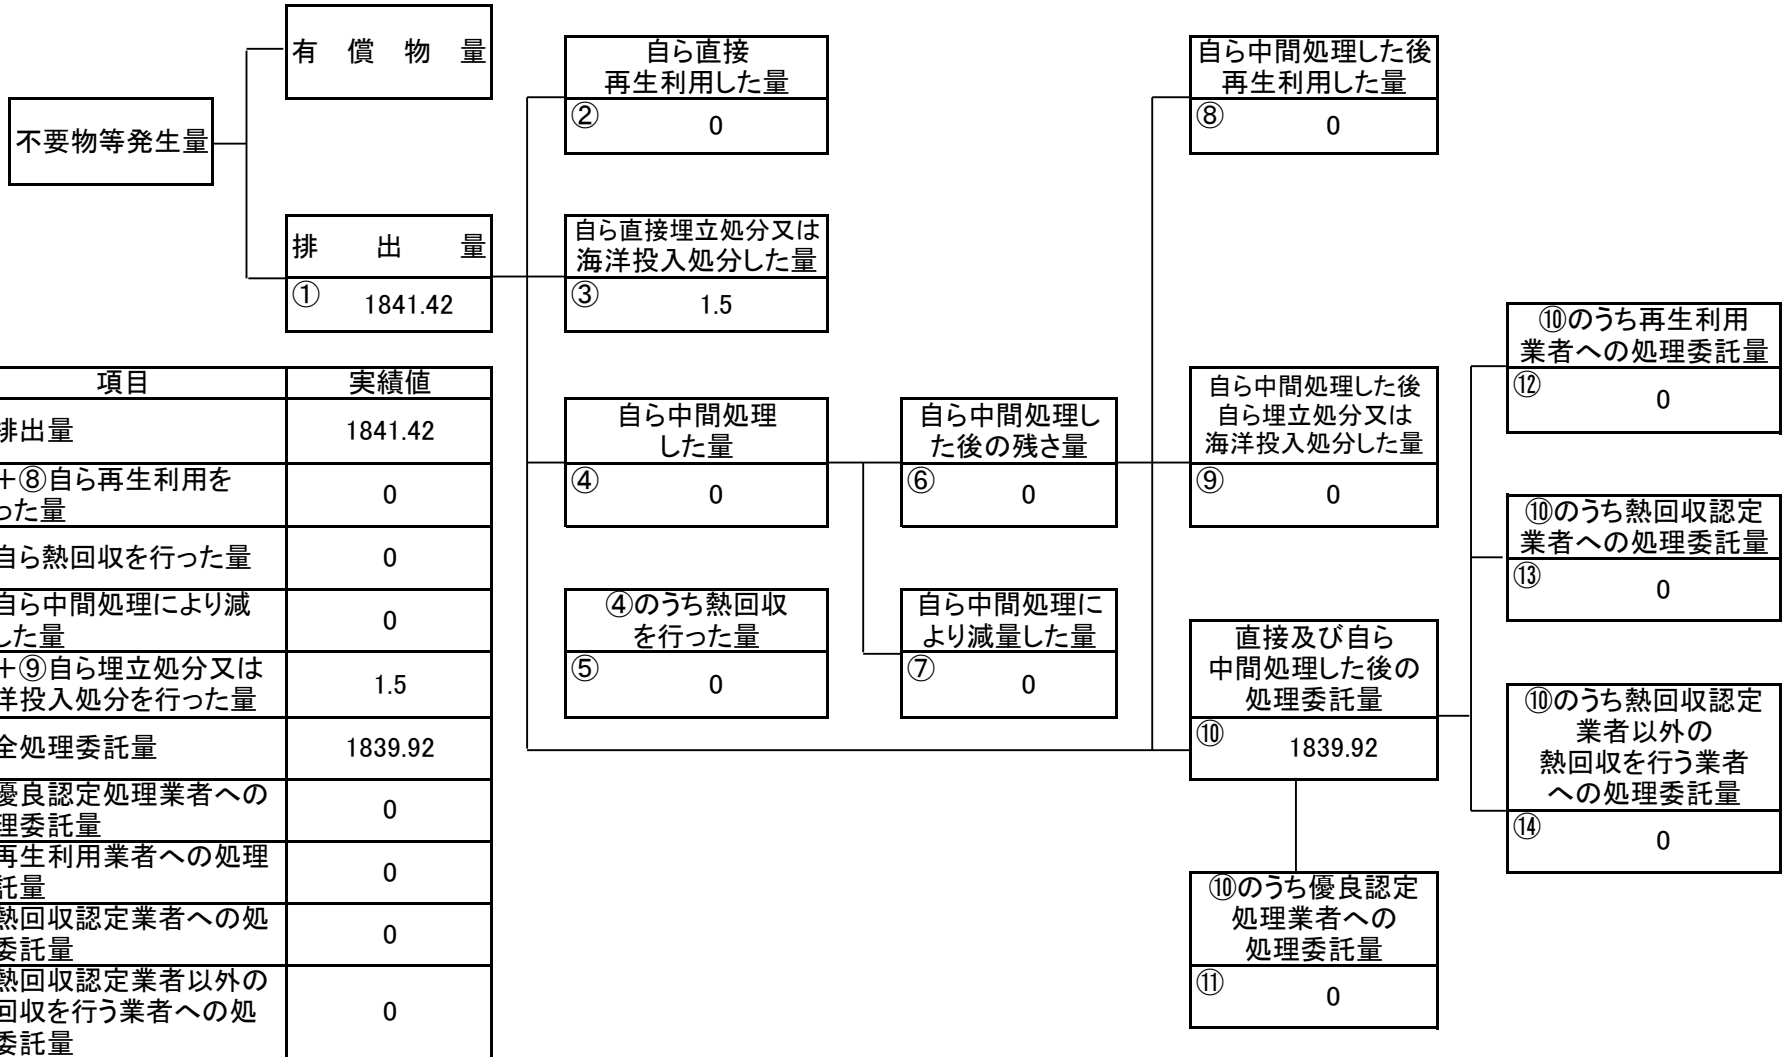 有償物量
不要物等発生量
排出量
① 1841.42
自ら直接
再生利用した量
② 0
自ら直接埋立処分又は
海洋投入処分した量
③ 1.5
自ら中間処理
した量
④ 0
④のうち熱回収
を行った量
⑤ 0
自ら中間処理し
た後の残さ量
⑥ 0
自ら中間処理に
より減量した量
⑦ 0
自ら中間処理した後
再生利用した量
⑧ 0
自ら中間処理した後
自ら埋立処分又は
海洋投入処分した量
⑨ 0
直接及び自ら
中間処理した後の
処理委託量
⑩ 1839.92
⑩のうち優良認定
処理業者への
処理委託量
⑪ 0
⑩のうち再生利用
業者への処理委託量
⑫ 0
⑩のうち熱回収認定
業者への処理委託量
⑬ 0
⑩のうち熱回収認定
業者以外の
熱回収を行う業者
への処理委託量
⑭ 0
項目 実績値
排出量 1841.42
+⑧自ら再生利用を
った量 0
自ら熱回収を行った量 0
自ら中間処理により減
した量 0
+⑨自ら埋立処分又は
洋投入処分を行った量 1.5
全処理委託量 1839.92
優良認定処理業者への
理委託量 0
再生利用業者への処理
託量 0
熱回収認定業者への処
委託量 0
熱回収認定業者以外の
回収を行う業者への処
委託量 0